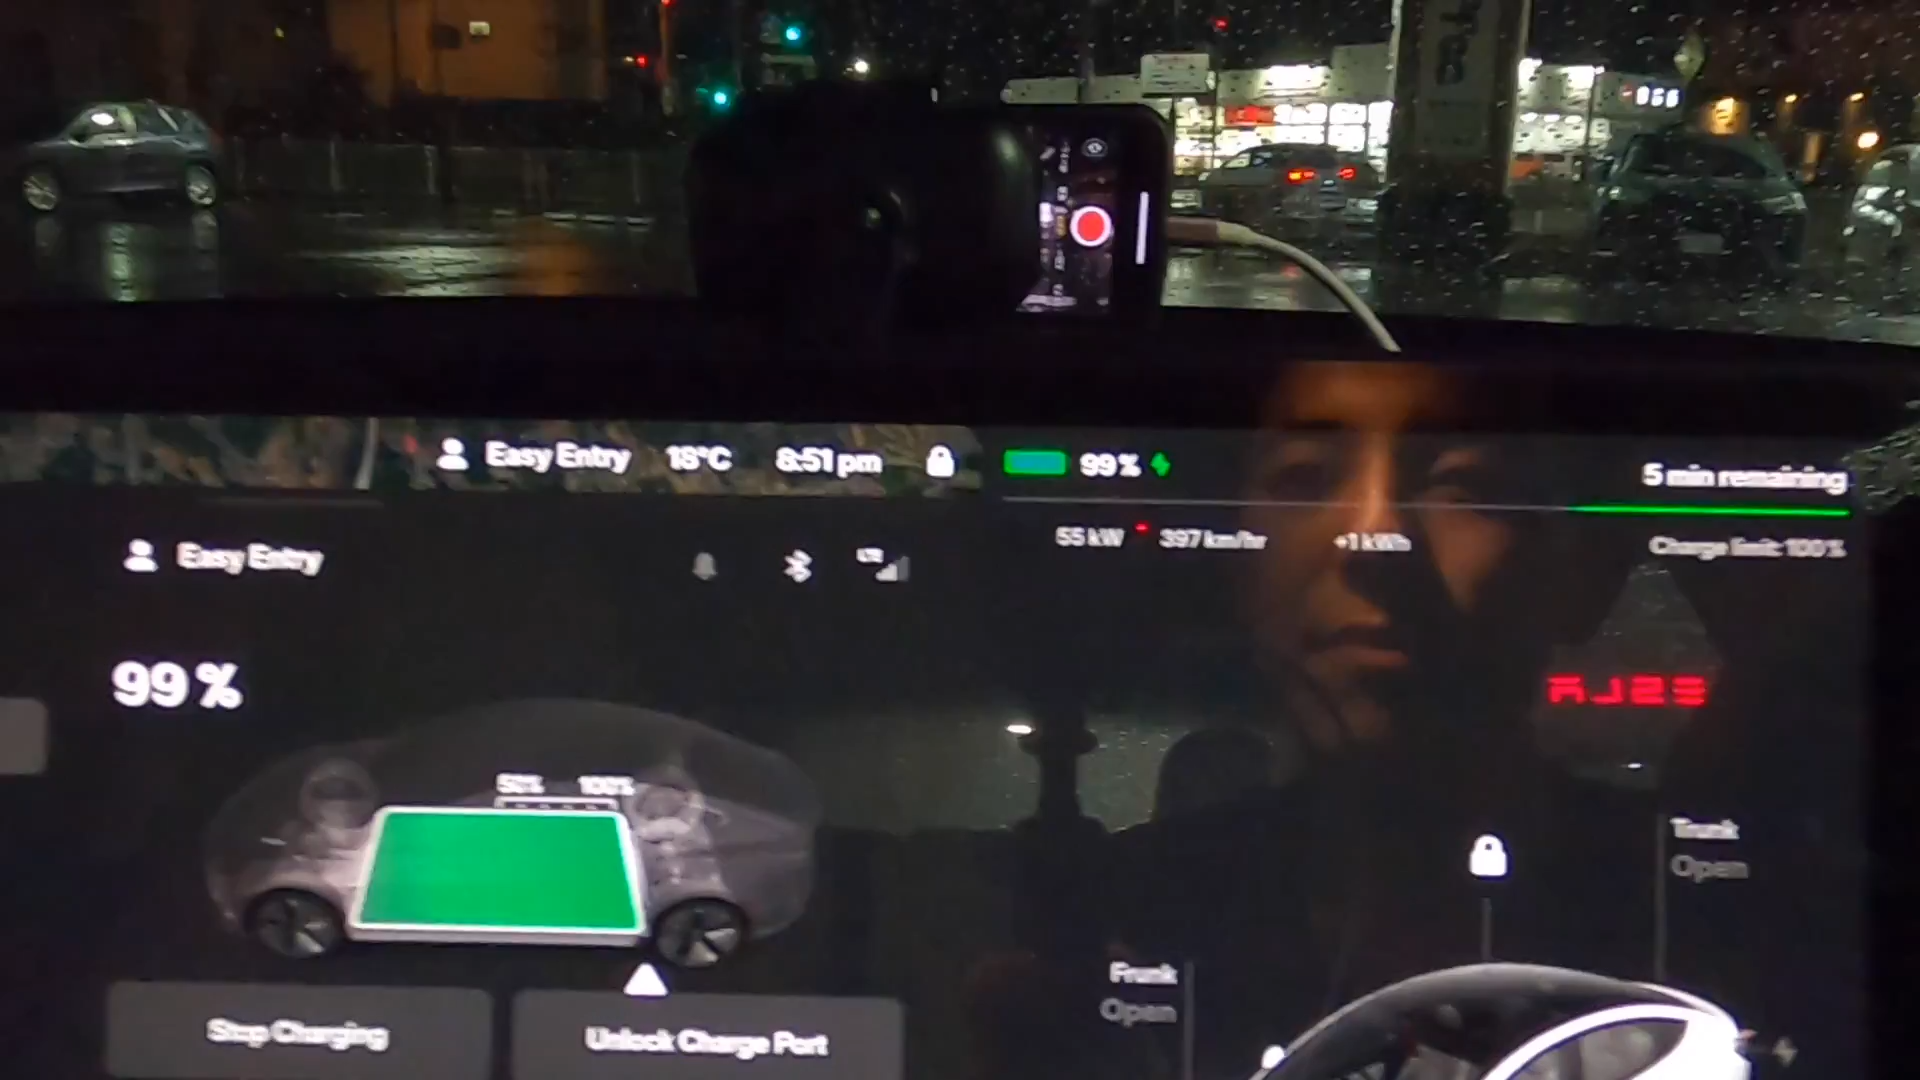 Easy Entry 18°C 8:51 pm
99% 5 min remaining
55 kW 397 km/hr +1 kWh Charge limit: 100%
Easy Entry
LTE
99 %
50% 100%
Trunk
Open
Frunk
Open
Stop Charging
Unlock Charge Port